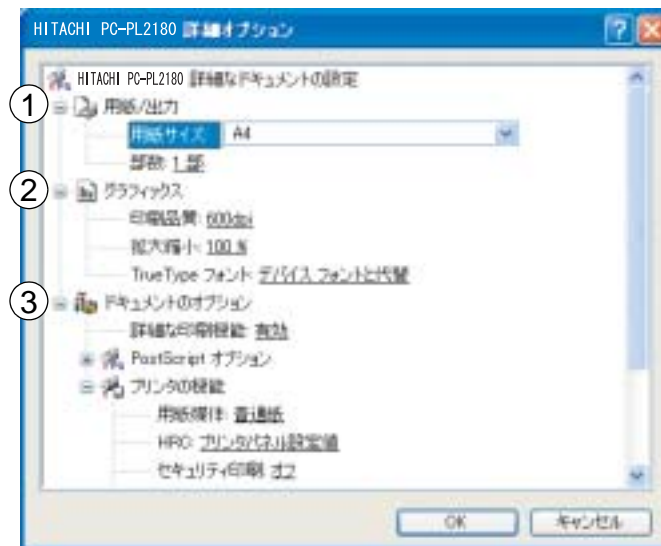 HITACHI PC-PL2180 詳細オプション
HITACHI PC-PL2180 詳細なドキュメントの設定
① 用紙/出力
用紙サイズ: A4
部数: 1 部
② グラフィックス
印刷品質: 600dpi
拡大縮小: 100 %
TrueType フォント: デバイス フォントと代替
③ ドキュメントのオプション
詳細な印刷機能: 有効
PostScript オプション
プリンタの機能
用紙媒体: 普通紙
HRC: プリンタパネル設定値
セキュリティ印刷: オフ
OK キャンセル